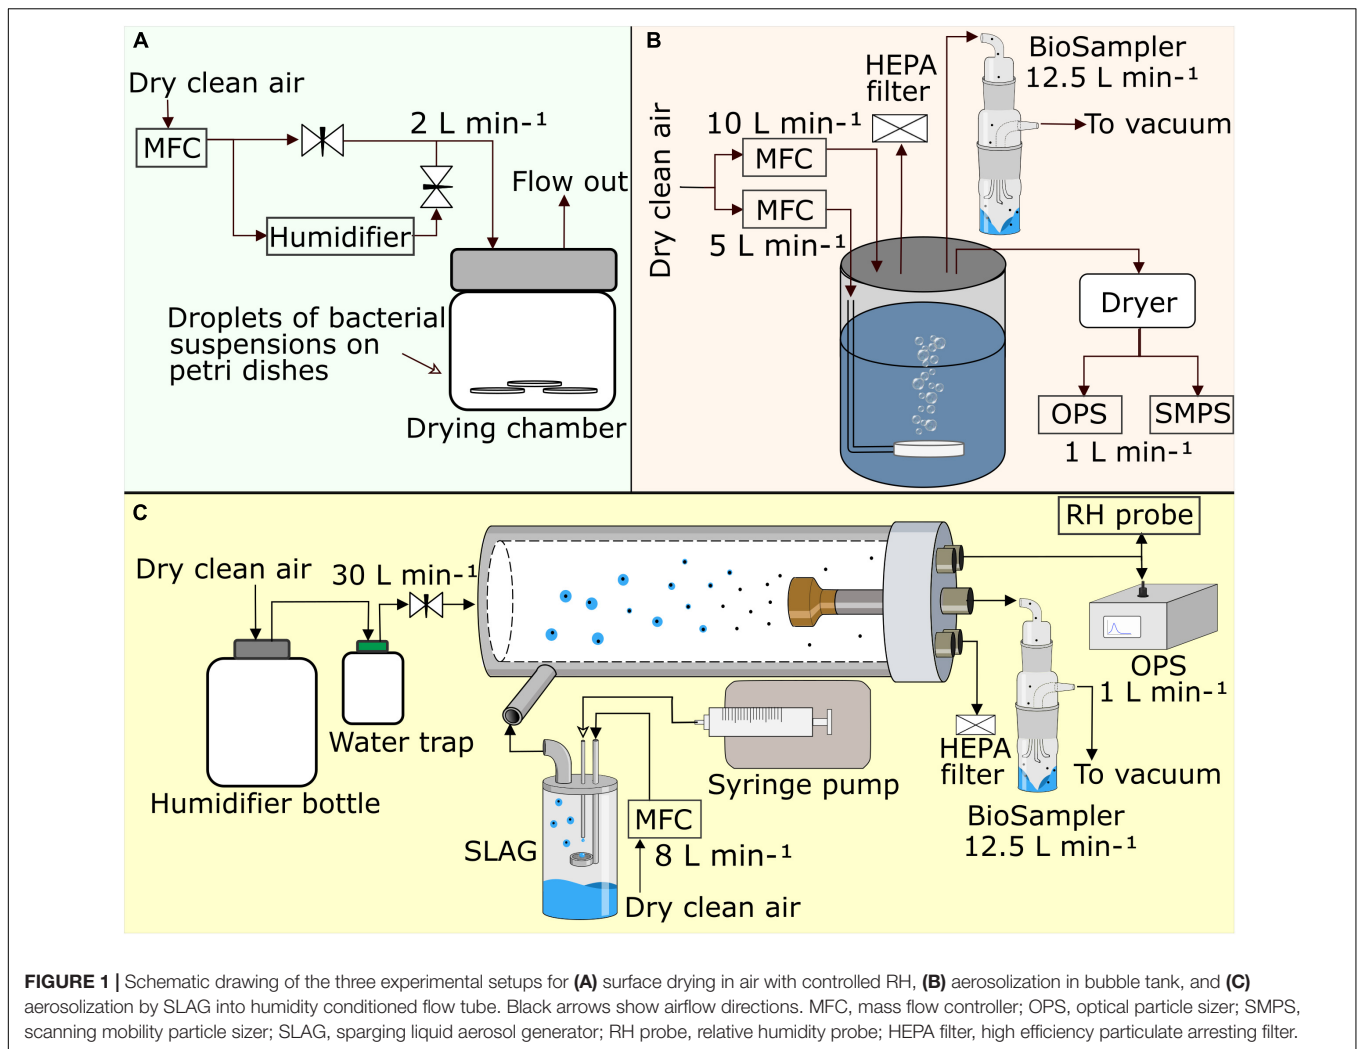 A
Dry clean air
MFC
2 L min-¹
Flow out
Humidifier
Droplets of bacterial
suspensions on
petri dishes
Drying chamber
B
HEPA
filter
BioSampler
12.5 L min-¹
To vacuum
Dry clean air
10 L min-¹
MFC
MFC
5 L min-¹
Dryer
OPS
SMPS
1 L min-¹
C
Dry clean air
30 L min-¹
RH probe
OPS
1 L min-¹
Water trap
Humidifier bottle
Syringe pump
HEPA
filter
To vacuum
BioSampler
12.5 L min-¹
SLAG
MFC
8 L min-¹
Dry clean air
FIGURE 1 | Schematic drawing of the three experimental setups for (A) surface drying in air with controlled RH, (B) aerosolization in bubble tank, and (C)
aerosolization by SLAG into humidity conditioned flow tube. Black arrows show airflow directions. MFC, mass flow controller; OPS, optical particle sizer; SMPS,
scanning mobility particle sizer; SLAG, sparging liquid aerosol generator; RH probe, relative humidity probe; HEPA filter, high efficiency particulate arresting filter.